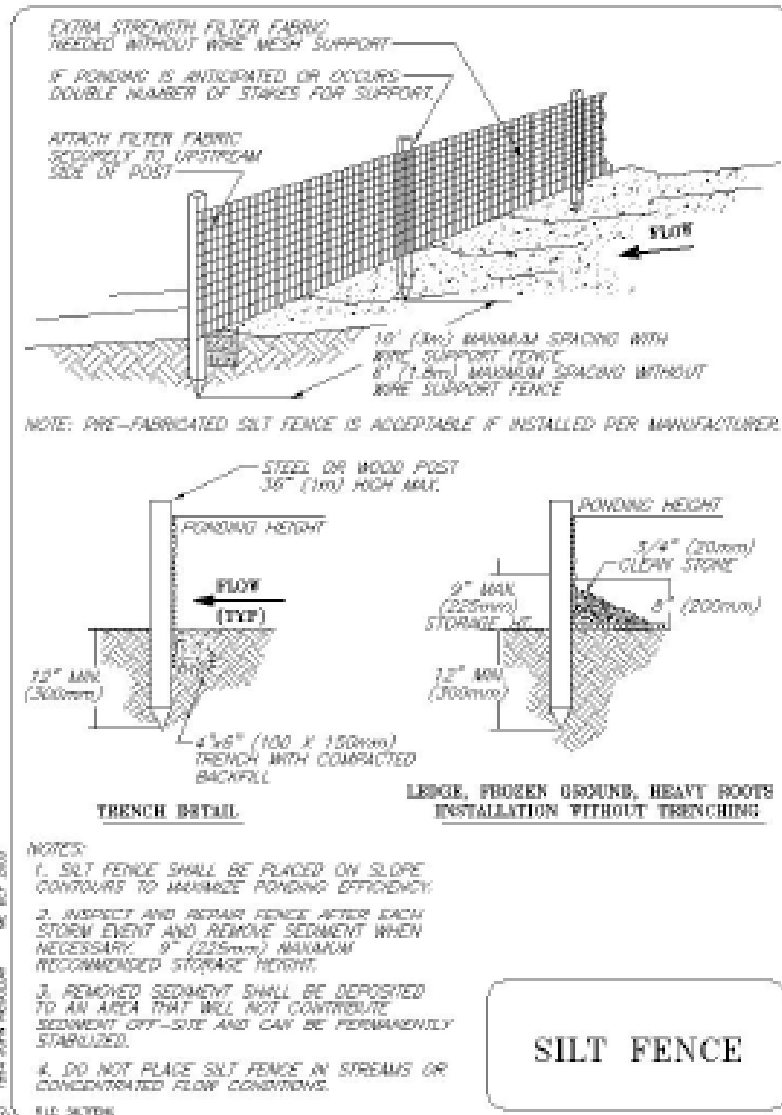 EXTRA STRENGTH FILTER FABRIC
NEEDED WITHOUT WIRE MESH SUPPORT
IF PONDING IS ANTICIPATED OR OCCURS
DOUBLE NUMBER OF STAKES FOR SUPPORT.
ATTACH FILTER FABRIC
SECURELY TO UPSTREAM
SIDE OF POST
FLOW
10' (3m) MAXIMUM SPACING WITH
WIRE SUPPORT FENCE
6' (1.8m) MAXIMUM SPACING WITHOUT
WIRE SUPPORT FENCE
NOTE: PRE-FABRICATED SILT FENCE IS ACCEPTABLE IF INSTALLED PER MANUFACTURER.
STEEL OR WOOD POST
36" (1m) HIGH MAX.
PONDING HEIGHT
FLOW
(TYP)
12" MIN.
(300mm)
4"x6" (100 X 150mm)
TRENCH WITH COMPACTED
BACKFILL
TRENCH DETAIL
PONDING HEIGHT
3/4" (20mm)
CLEAN STONE
9" MAX.
(225mm)
STORAGE HT.
8" (200mm)
12" MIN.
(300mm)
LEDGE, FROZEN GROUND, HEAVY ROOTS
INSTALLATION WITHOUT TRENCHING
NOTES:
1. SILT FENCE SHALL BE PLACED ON SLOPE
CONTOURS TO MAXIMIZE PONDING EFFICIENCY.
2. INSPECT AND REPAIR FENCE AFTER EACH
STORM EVENT AND REMOVE SEDIMENT WHEN
NECESSARY. 9" (225mm) MAXIMUM
RECOMMENDED STORAGE HEIGHT.
3. REMOVED SEDIMENT SHALL BE DEPOSITED
TO AN AREA THAT WILL NOT CONTRIBUTE
SEDIMENT OFF-SITE AND CAN BE PERMANENTLY
STABILIZED.
4. DO NOT PLACE SILT FENCE IN STREAMS OR
CONCENTRATED FLOW CONDITIONS.
SILT FENCE